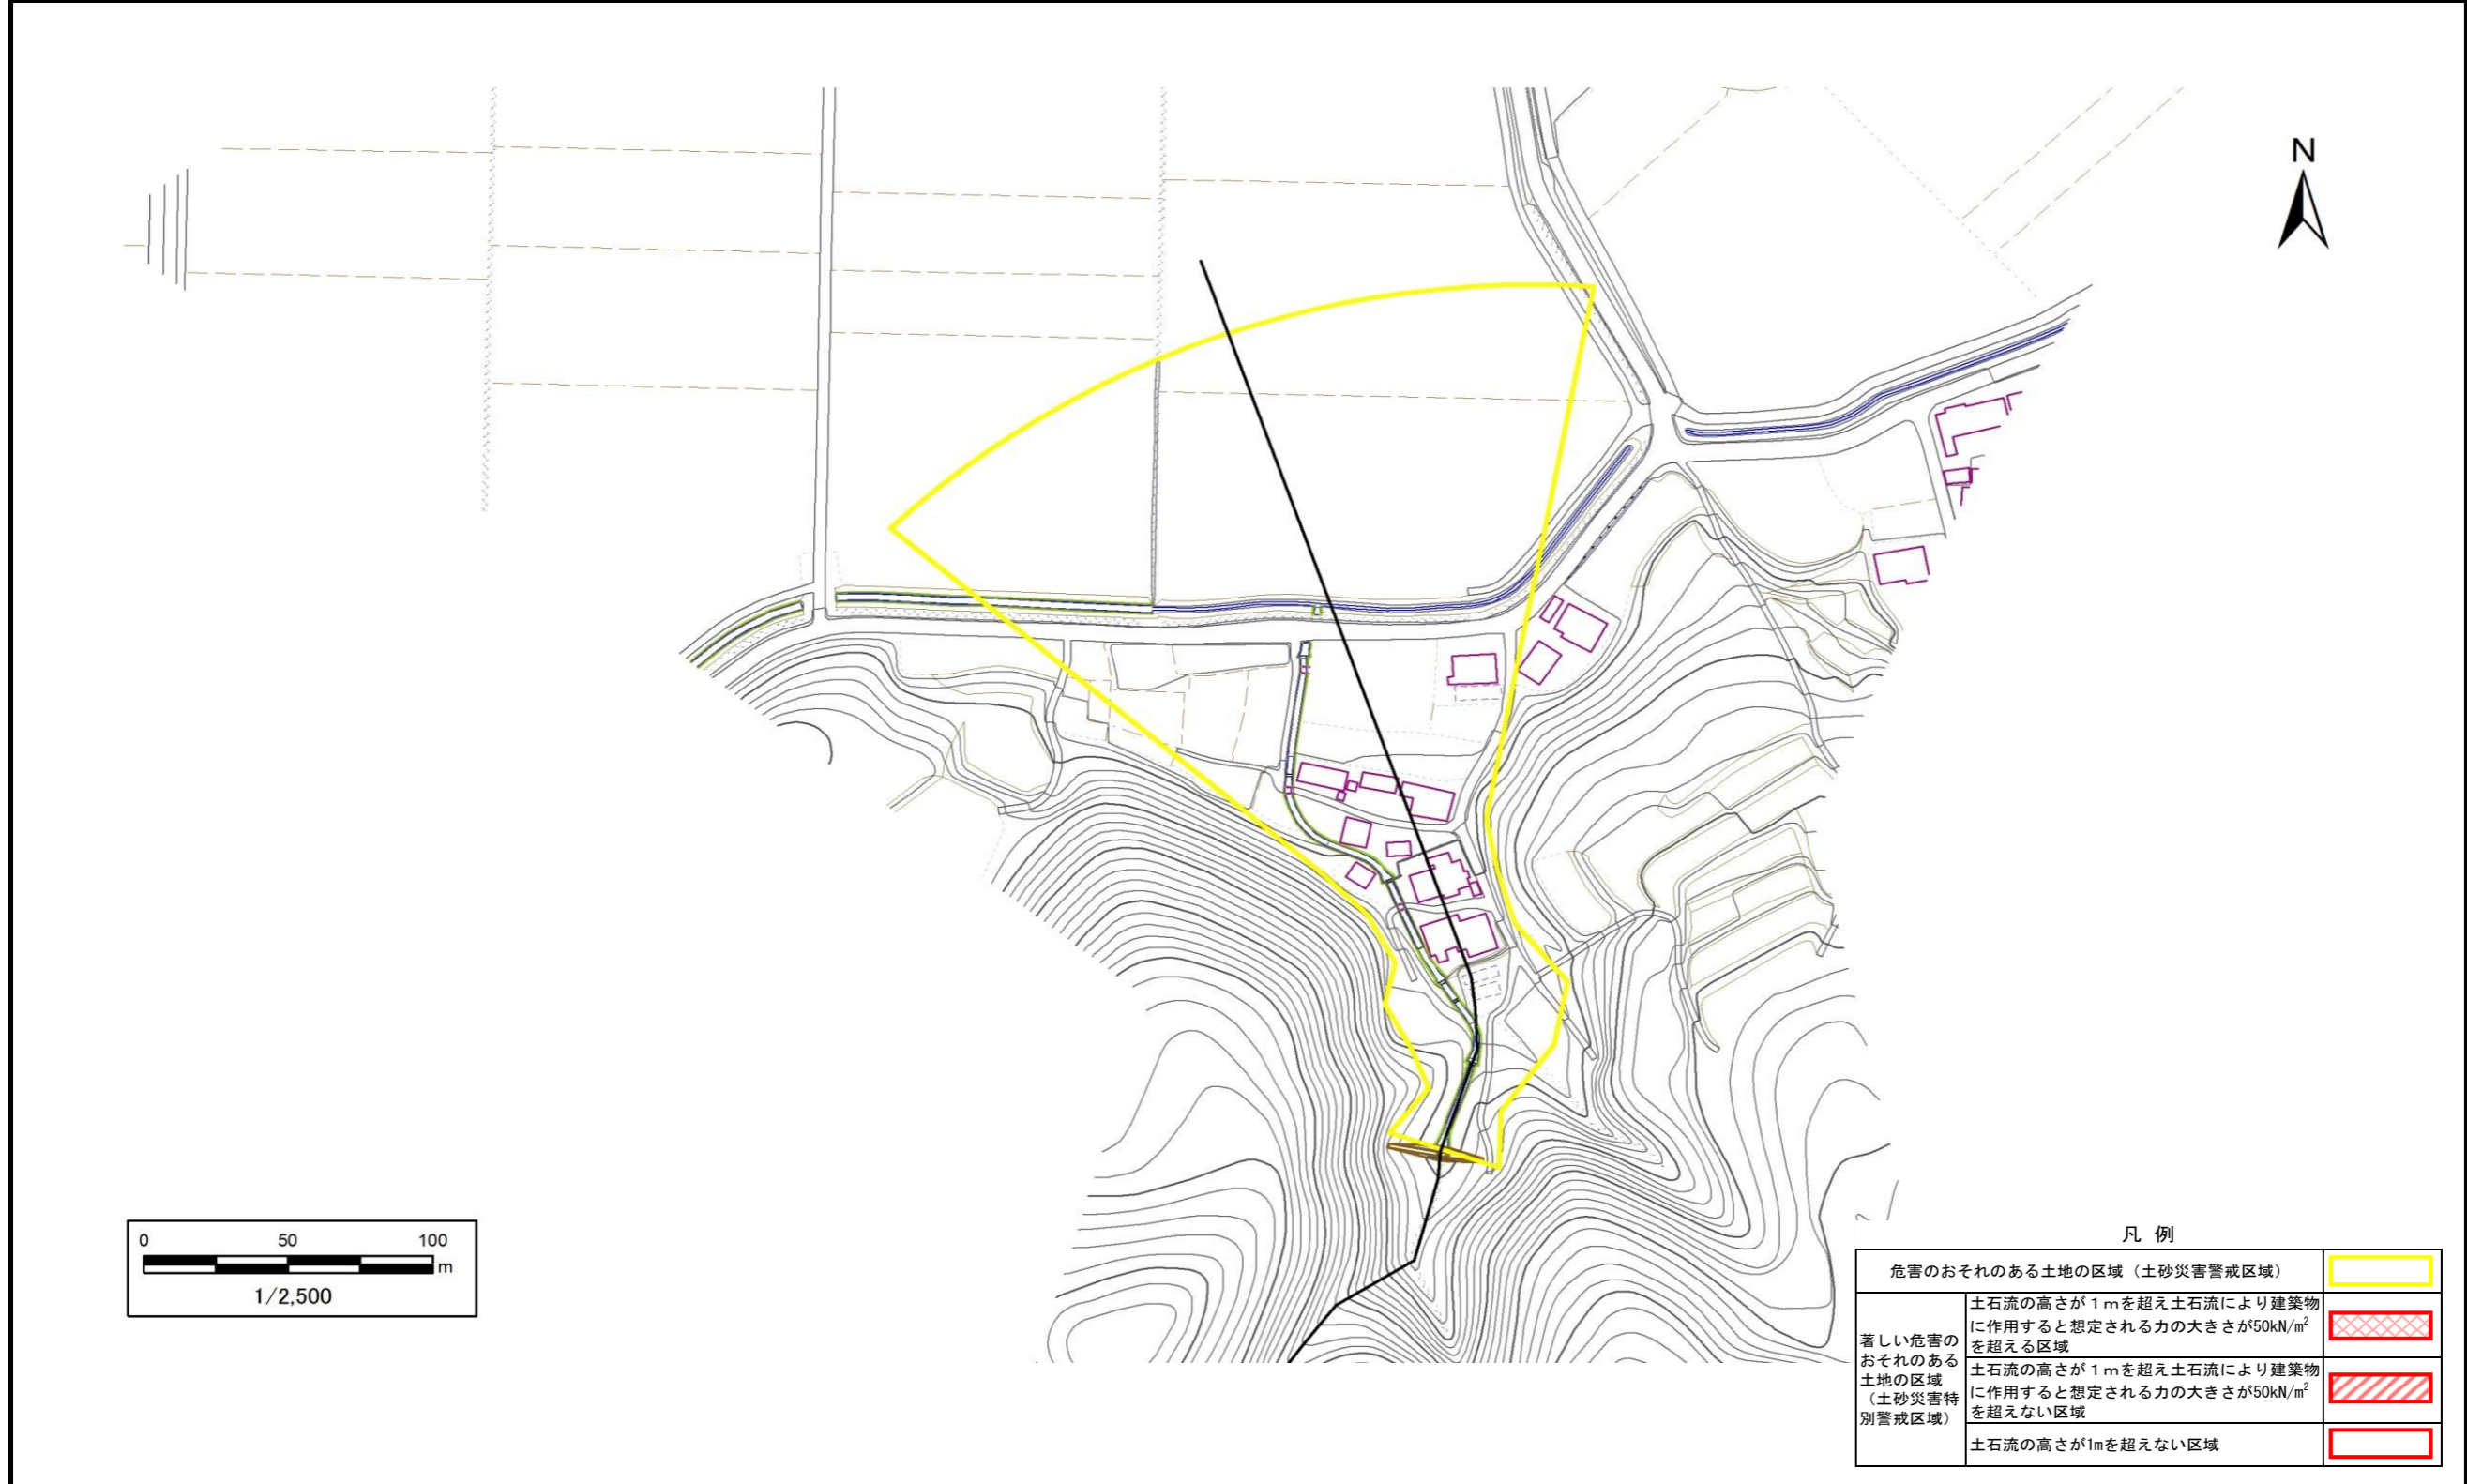 N
0 50 100
m
1/2,500
凡 例
危害のおそれのある土地の区域(土砂災害警戒区域)
著しい危害の
おそれのある
土地の区域
(土砂災害特
別警戒区域)
土石流の高さが1mを超え土石流により建築物
に作用すると想定される力の大きさが50kN/m²
を超える区域
土石流の高さが1mを超え土石流により建築物
に作用すると想定される力の大きさが50kN/m²
を超えない区域
土石流の高さが1mを超えない区域